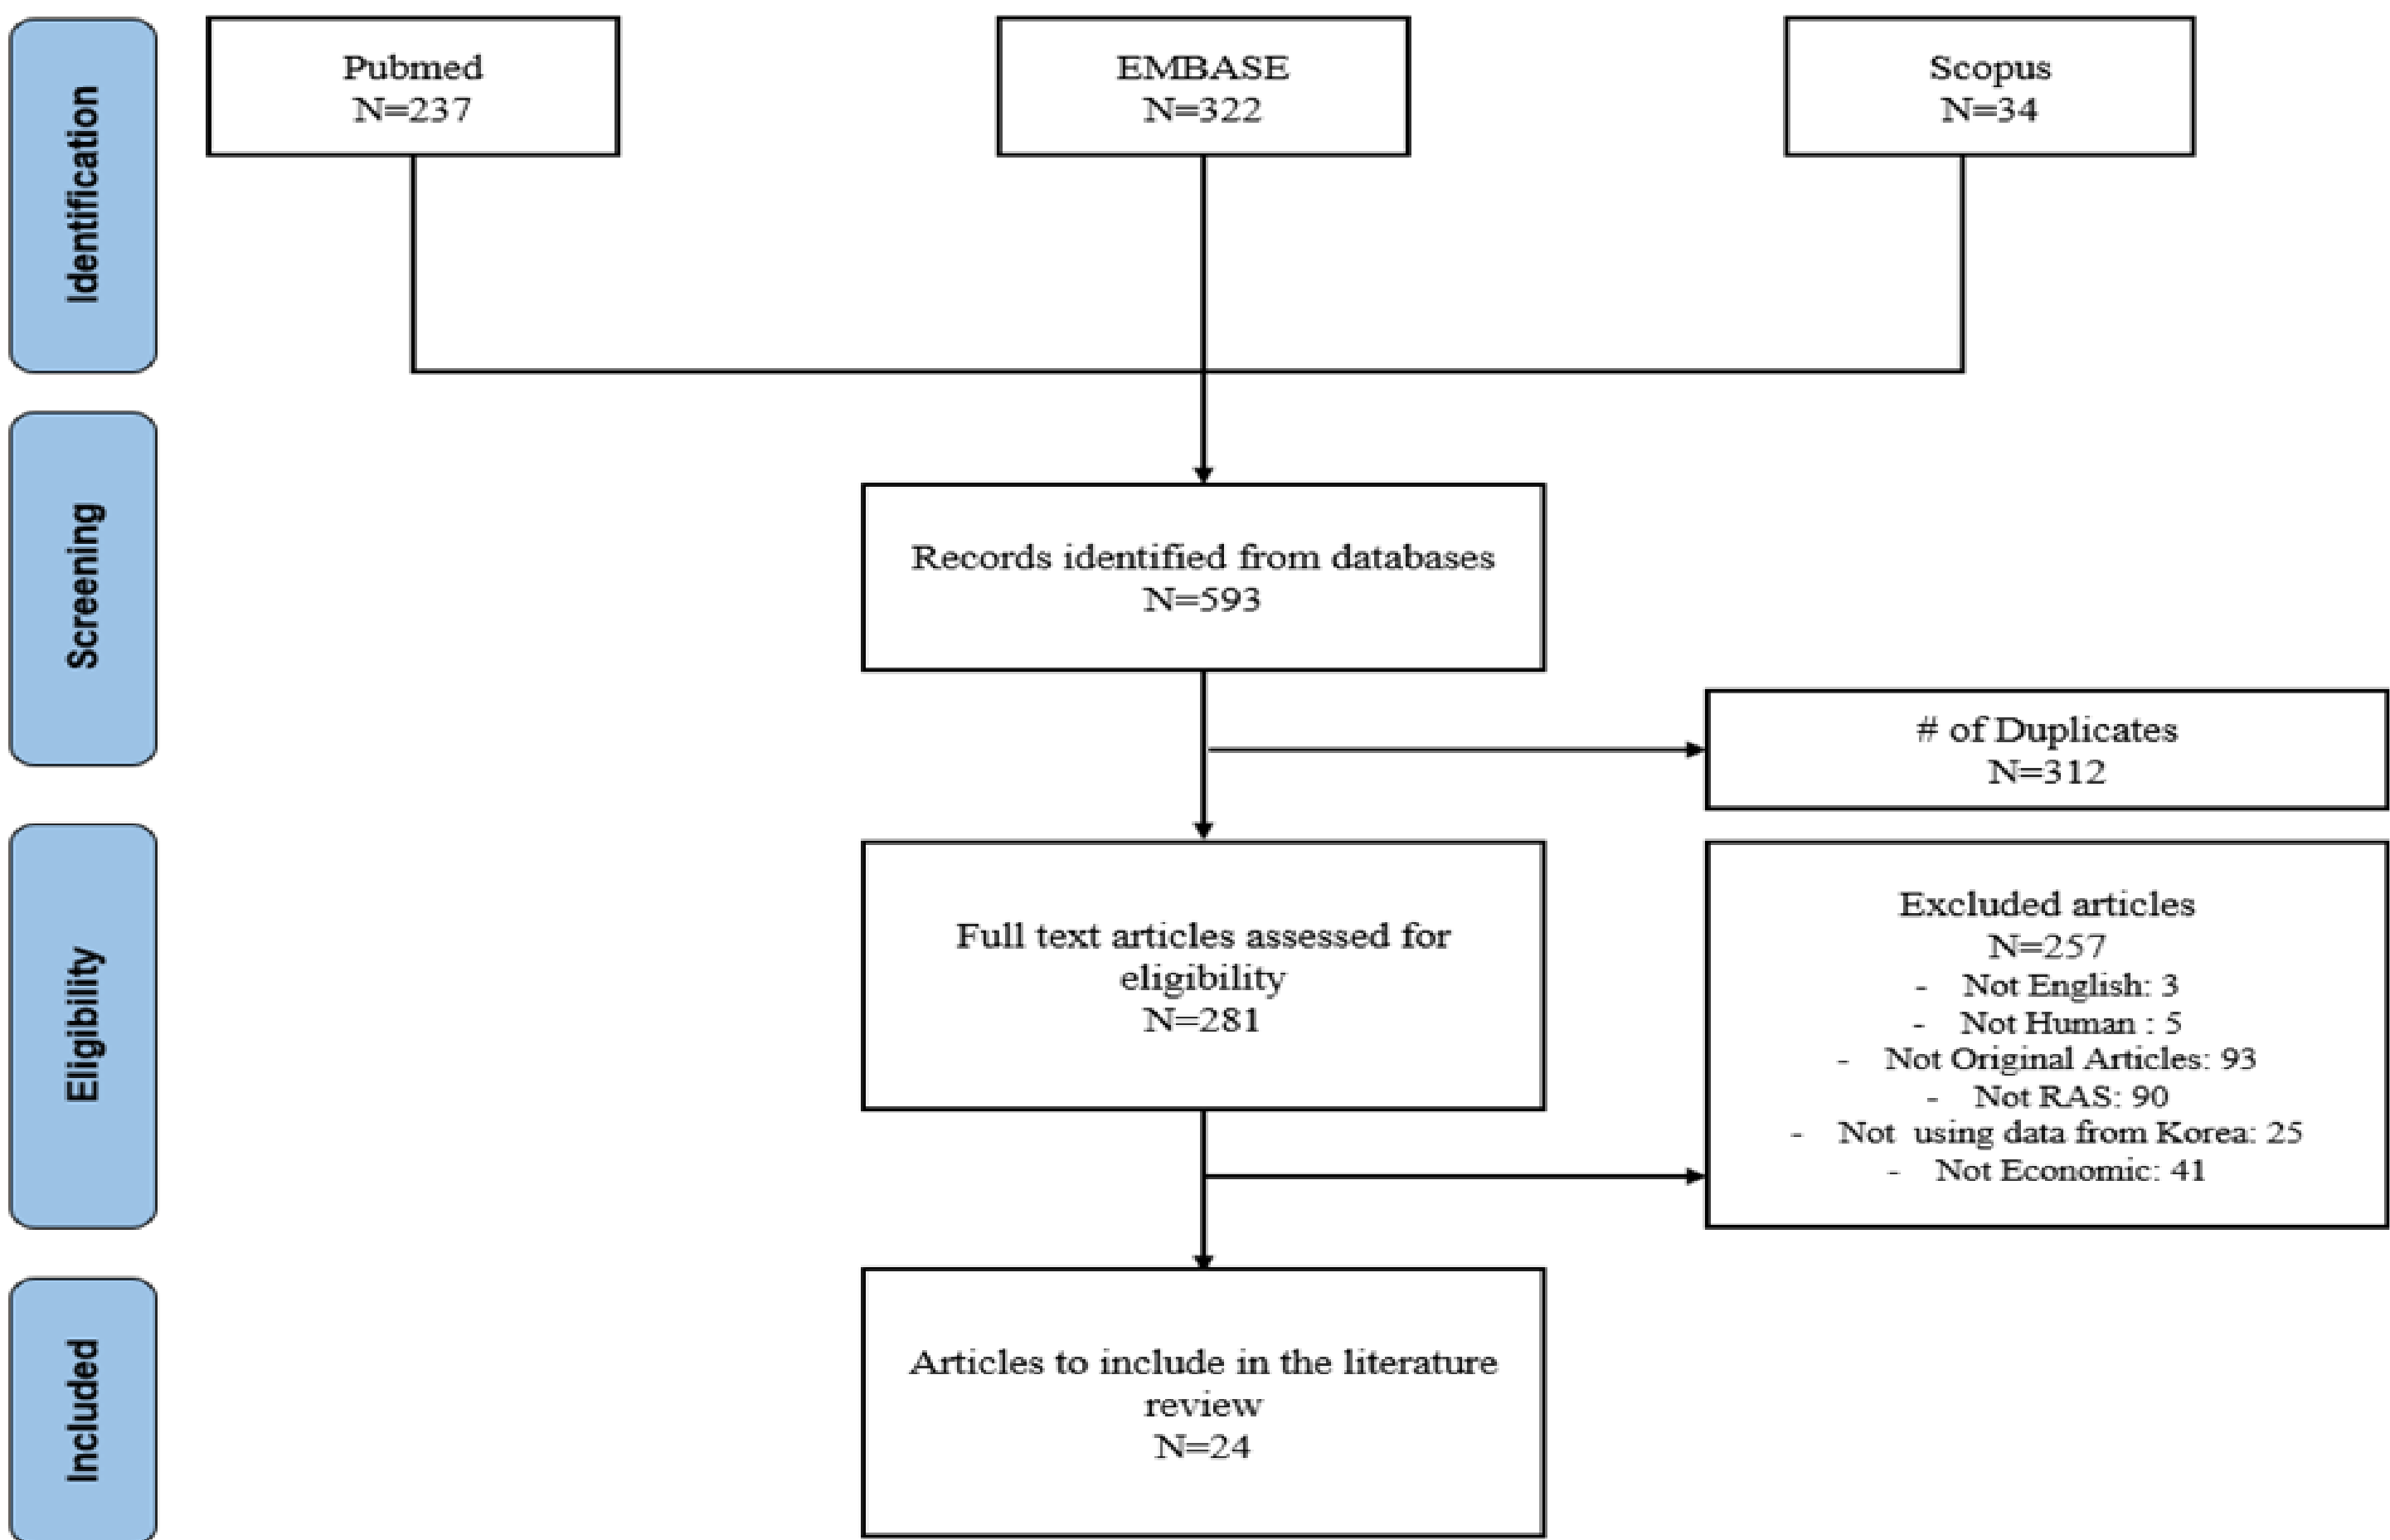 Identification
Pubmed
N=237
EMBASE
N=322
Scopus
N=34
Screening
Records identified from databases
N=593
# of Duplicates
N=312
Eligibility
Full text articles assessed for
eligibility
N=281
Excluded articles
N=257
- Not English: 3
- Not Human : 5
- Not Original Articles: 93
- Not RAS: 90
- Not using data from Korea: 25
- Not Economic: 41
Included
Articles to include in the literature
review
N=24